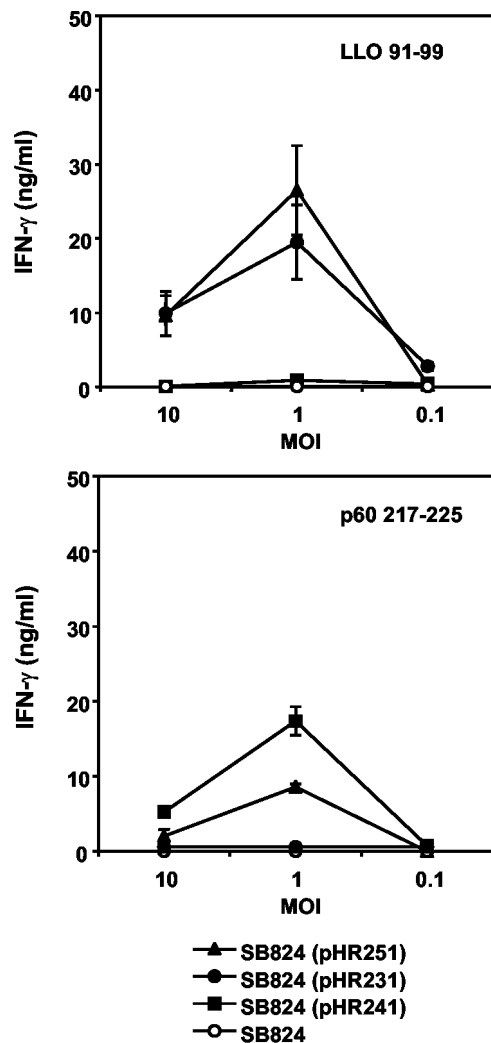 50
LLO 91-99
40
30
20
10
0
IFN-γ (ng/ml)
10 1 0.1
MOI
50
p60 217-225
40
30
20
10
0
IFN-γ (ng/ml)
10 1 0.1
MOI
SB824 (pHR251)
SB824 (pHR231)
SB824 (pHR241)
SB824